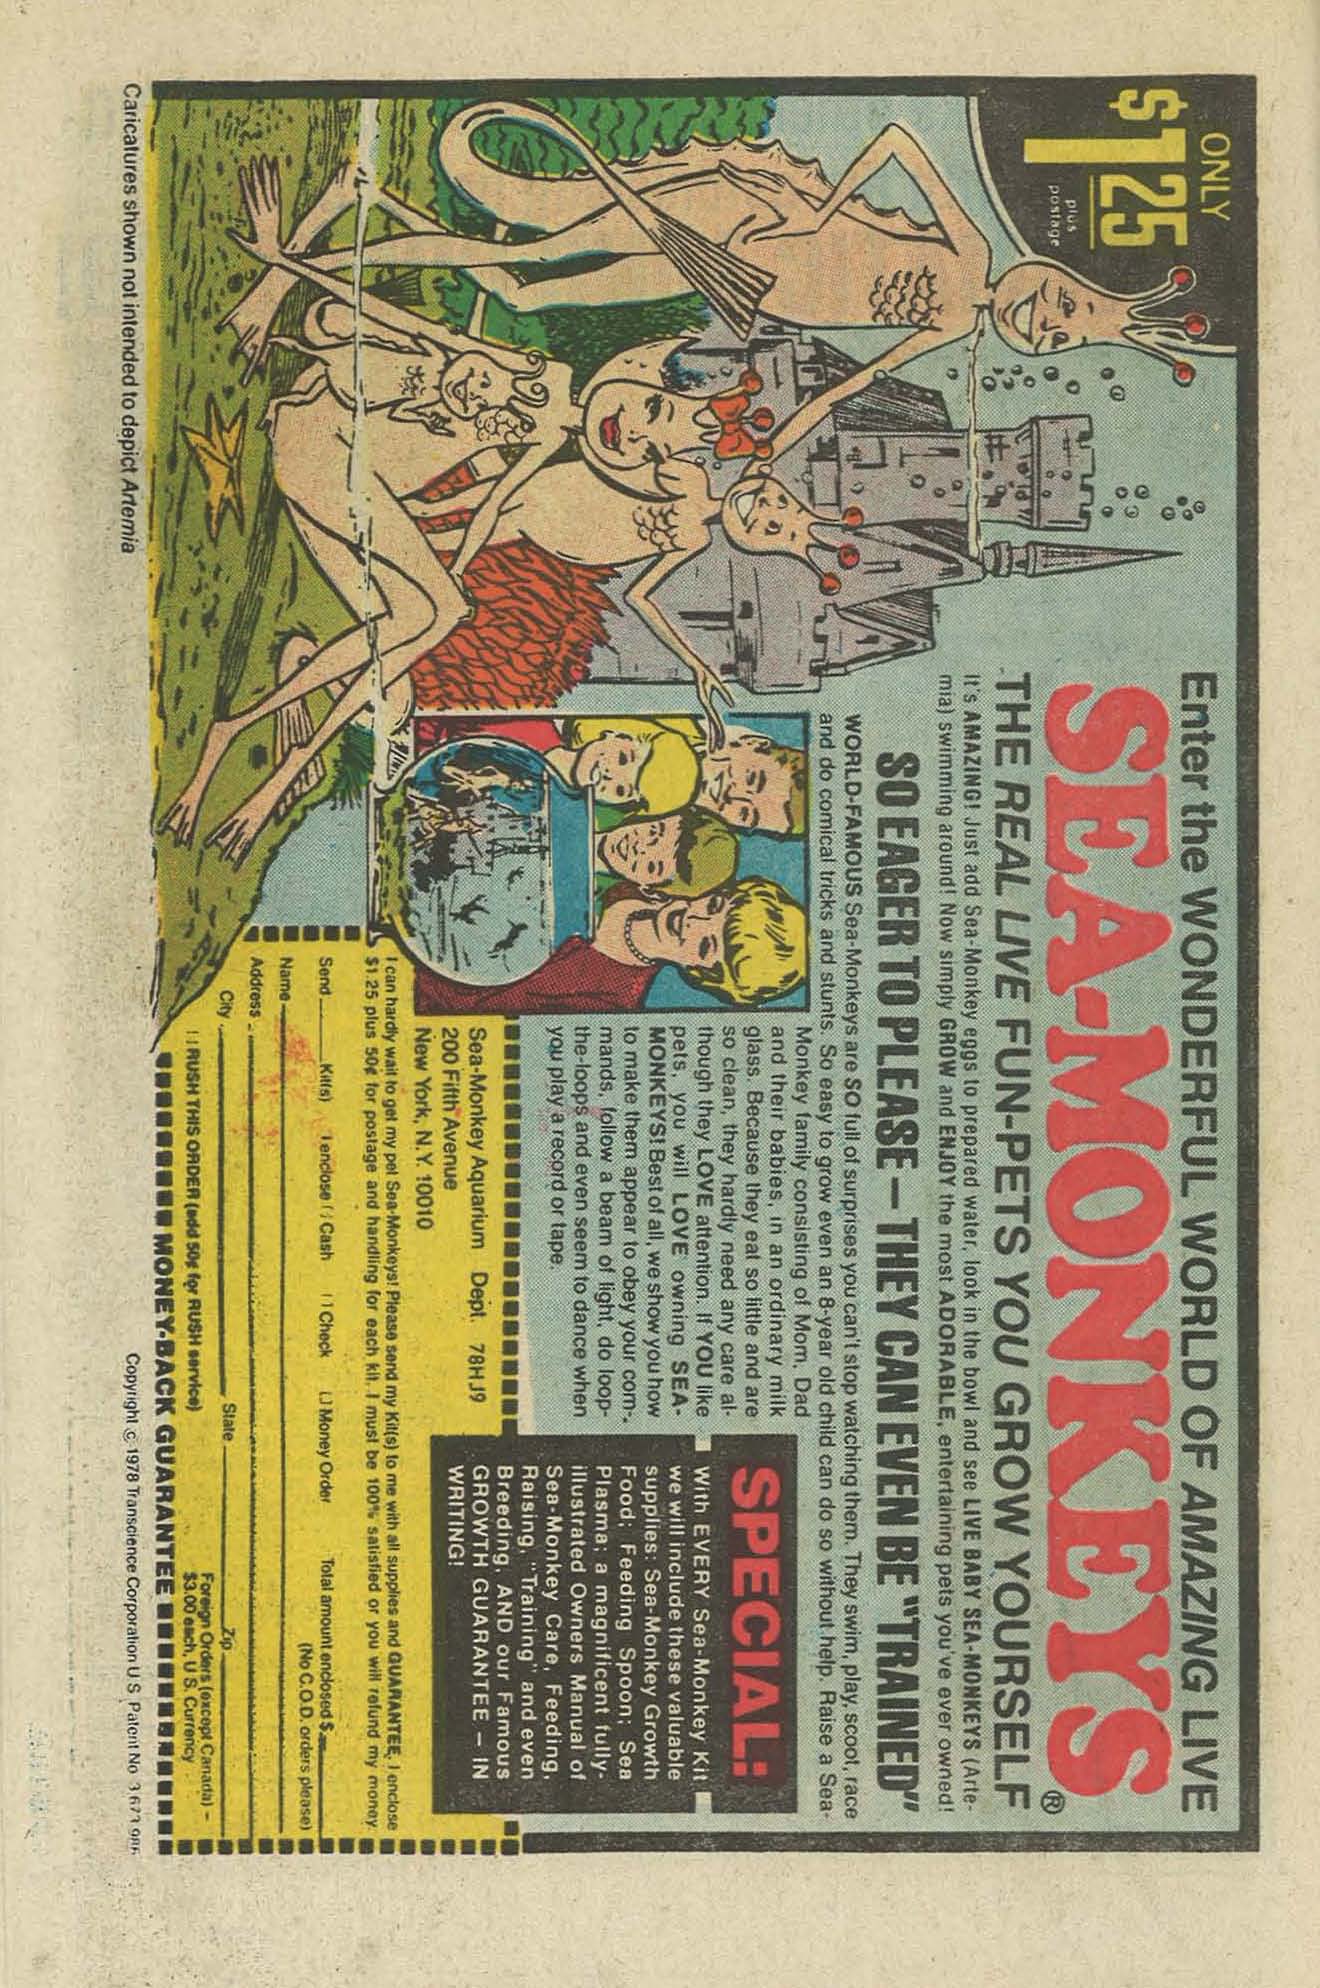 ONLY
$1.25
plus
postage
Enter the WONDERFUL WORLD OF AMAZING LIVE
SEA-MONKEYS®
THE REAL LIVE FUN-PETS YOU GROW YOURSELF
It's AMAZING! Just add Sea-Monkey eggs to prepared water, look in the bowl and see LIVE BABY SEA-MONKEYS (Arte-
mia) swimming around! Now simply GROW and ENJOY the most ADORABLE, entertaining pets you've ever owned!
SO EAGER TO PLEASE — THEY CAN EVEN BE "TRAINED"
WORLD-FAMOUS Sea-Monkeys are SO full of surprises you can't stop watching them. They swim, play, scoot, race
and do comical tricks and stunts. So easy to grow even an 8-year old child can do so without help. Raise a Sea-
Monkey family consisting of Mom, Dad
and their babies, in an ordinary milk
glass. Because they eat so little and are
so clean, they hardly need any care al-
though they LOVE attention. If YOU like
pets, you will LOVE owning SEA-
MONKEYS! Best of all, we show you how
to make them appear to obey your com-
mands, follow a beam of light, do loop-
the-loops and even seem to dance when
you play a record or tape.
SPECIAL:
With EVERY Sea-Monkey Kit
we will include these valuable
supplies: Sea-Monkey Growth
Food; Feeding Spoon; Sea
Plasma; a magnificent fully-
illustrated Owners Manual of
Sea-Monkey Care, Feeding,
Raising, "Training" and even
Breeding, AND our Famous
GROWTH GUARANTEE — IN
WRITING!
Sea-Monkey Aquarium Dept. 78HJ9
200 Fifth Avenue
New York, N.Y. 10010
I can hardly wait to get my pet Sea-Monkeys! Please send my Kit(s) to me with all supplies and GUARANTEE. I enclose
$1.25 plus 50¢ for postage and handling for each kit. I must be 100% satisfied or you will refund my money
Send Kit(s) I enclose ( ) Cash ( ) Check ( ) Money Order Total amount enclosed $
(No C.O.D. orders please)
Name
Address
City State Zip
( ) RUSH THIS ORDER (add 50¢ for RUSH service)
Foreign Orders (except Canada) –
$3.00 each, U.S. Currency
MONEY-BACK GUARANTEE
Caricatures shown not intended to depict Artemia
Copyright © 1978 Transcience Corporation U.S. Patent No. 3,673,986